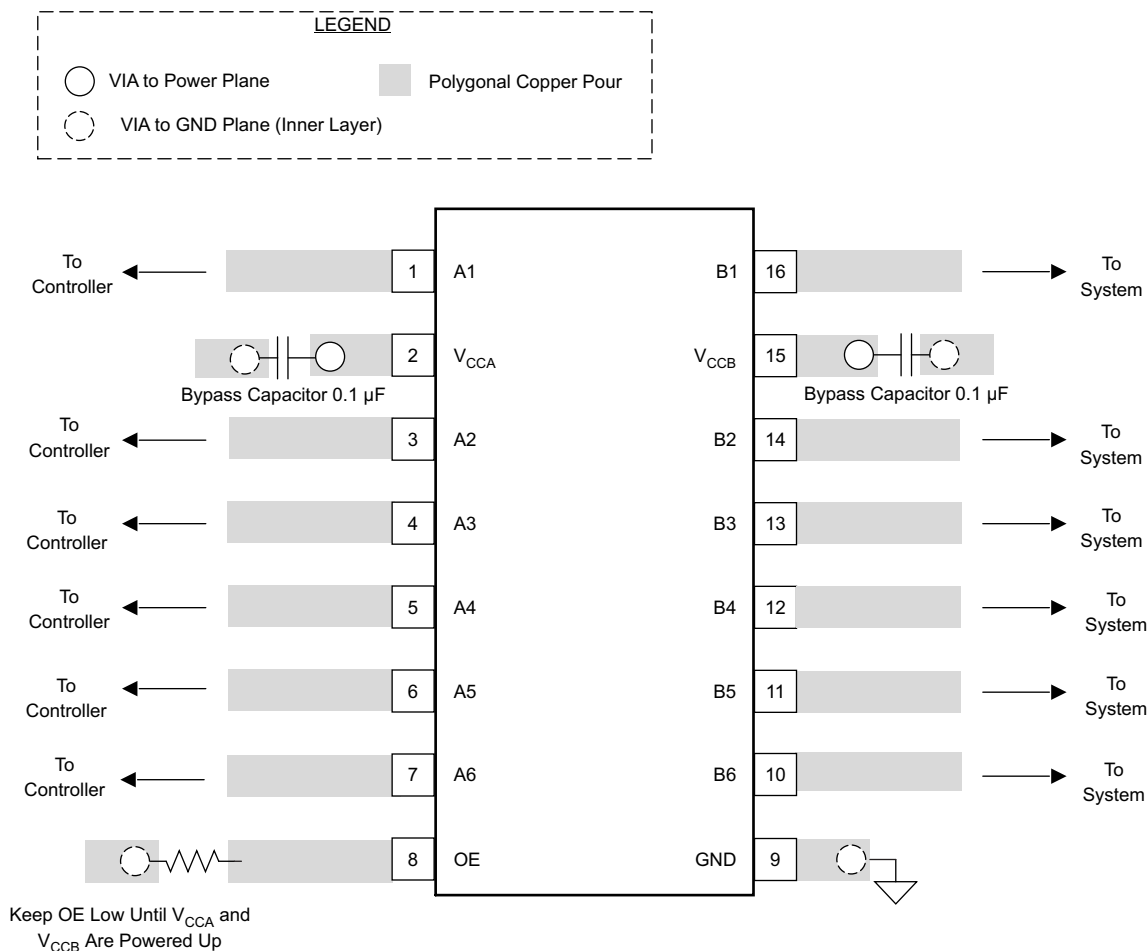 LEGEND
VIA to Power Plane
Polygonal Copper Pour
VIA to GND Plane (Inner Layer)
To
Controller
1
A1
B1
16
To
System
2
VCCA
VCCB
15
Bypass Capacitor 0.1 µF
Bypass Capacitor 0.1 µF
To
Controller
3
A2
B2
14
To
System
To
Controller
4
A3
B3
13
To
System
To
Controller
5
A4
B4
12
To
System
To
Controller
6
A5
B5
11
To
System
To
Controller
7
A6
B6
10
To
System
8
OE
GND
9
Keep OE Low Until VCCA and
VCCB Are Powered Up